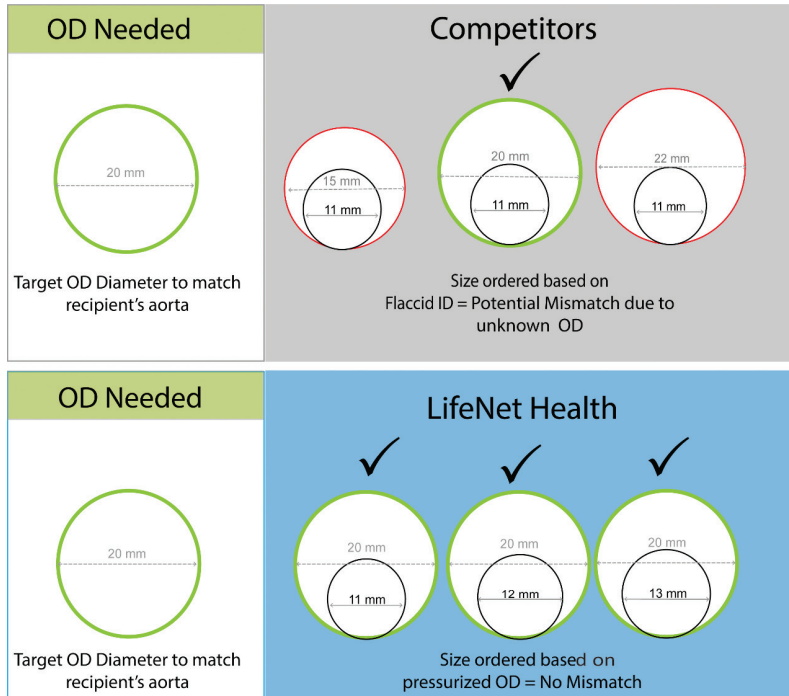 OD Needed
20 mm
Target OD Diameter to match
recipient's aorta
Competitors
15 mm
11 mm
20 mm
11 mm
22 mm
11 mm
Size ordered based on
Flaccid ID = Potential Mismatch due to
unknown OD
OD Needed
20 mm
Target OD Diameter to match
recipient's aorta
LifeNet Health
20 mm
11 mm
20 mm
12 mm
20 mm
13 mm
Size ordered based on
pressurized OD = No Mismatch